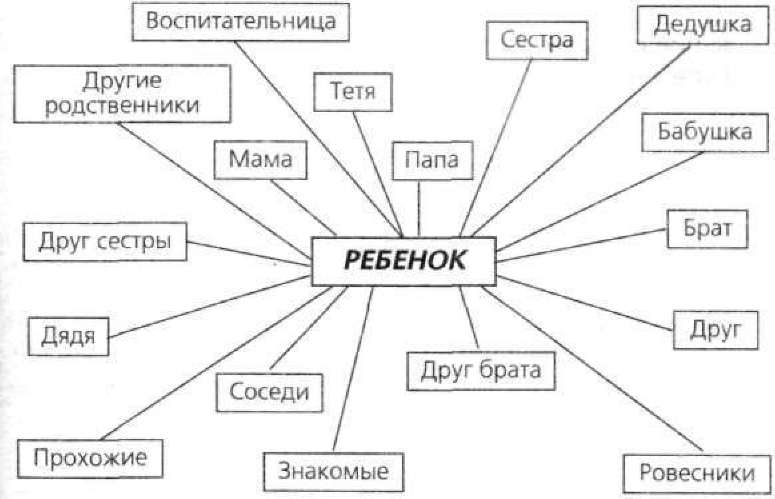 Воспитательница
Сестра
Дедушка
Другие
родственники
Тетя
Мама
Папа
Бабушка
Друг сестры
Брат
РЕБЕНОК
Дядя
Друг
Соседи
Друг брата
Прохожие
Знакомые
Ровесники